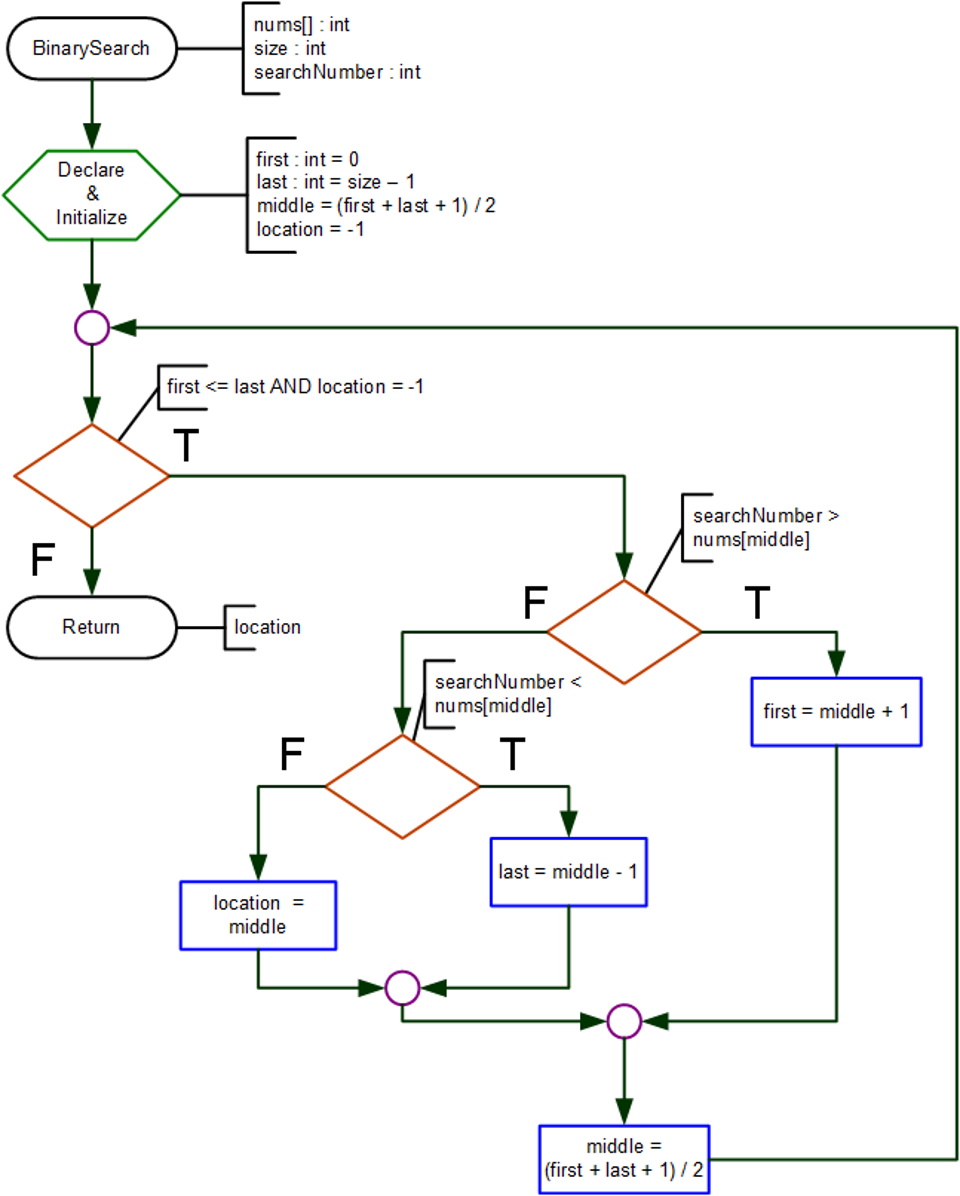 BinarySearch
nums[] : int
size : int
searchNumber : int
Declare
&
Initialize
first : int = 0
last : int = size – 1
middle = (first + last + 1) / 2
location = -1
first <= last AND location = -1
T
F
Return
location
searchNumber >
nums[middle]
F
T
searchNumber <
nums[middle]
first = middle + 1
F
T
last = middle - 1
location =
middle
middle =
(first + last + 1) / 2